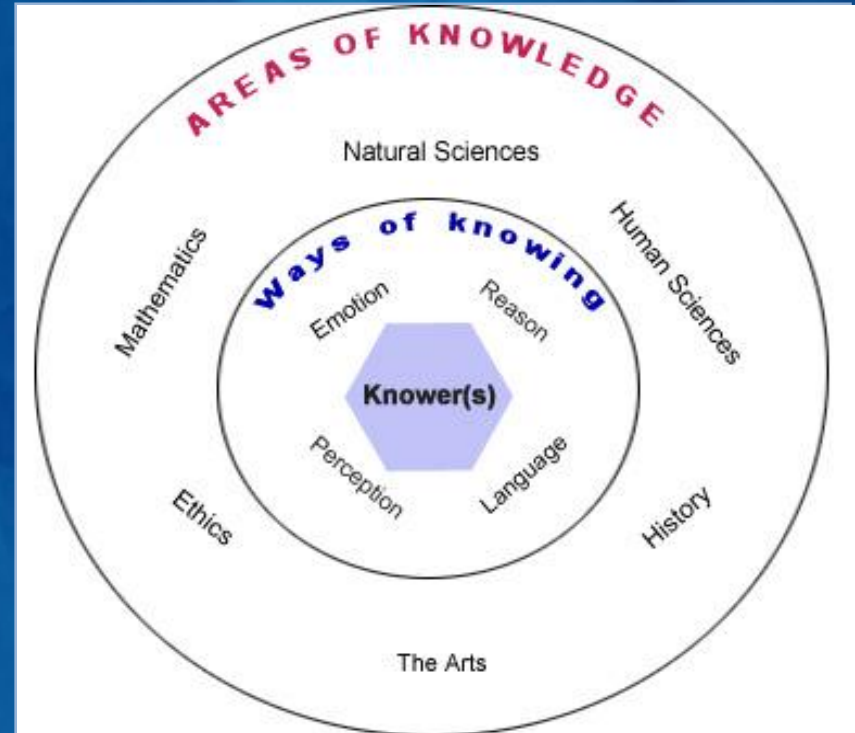 AREAS OF KNOWLEDGE
Natural Sciences
Mathematics
Human Sciences
Ways of knowing
Emotion
Reason
Knower(s)
Perception
Language
Ethics
History
The Arts